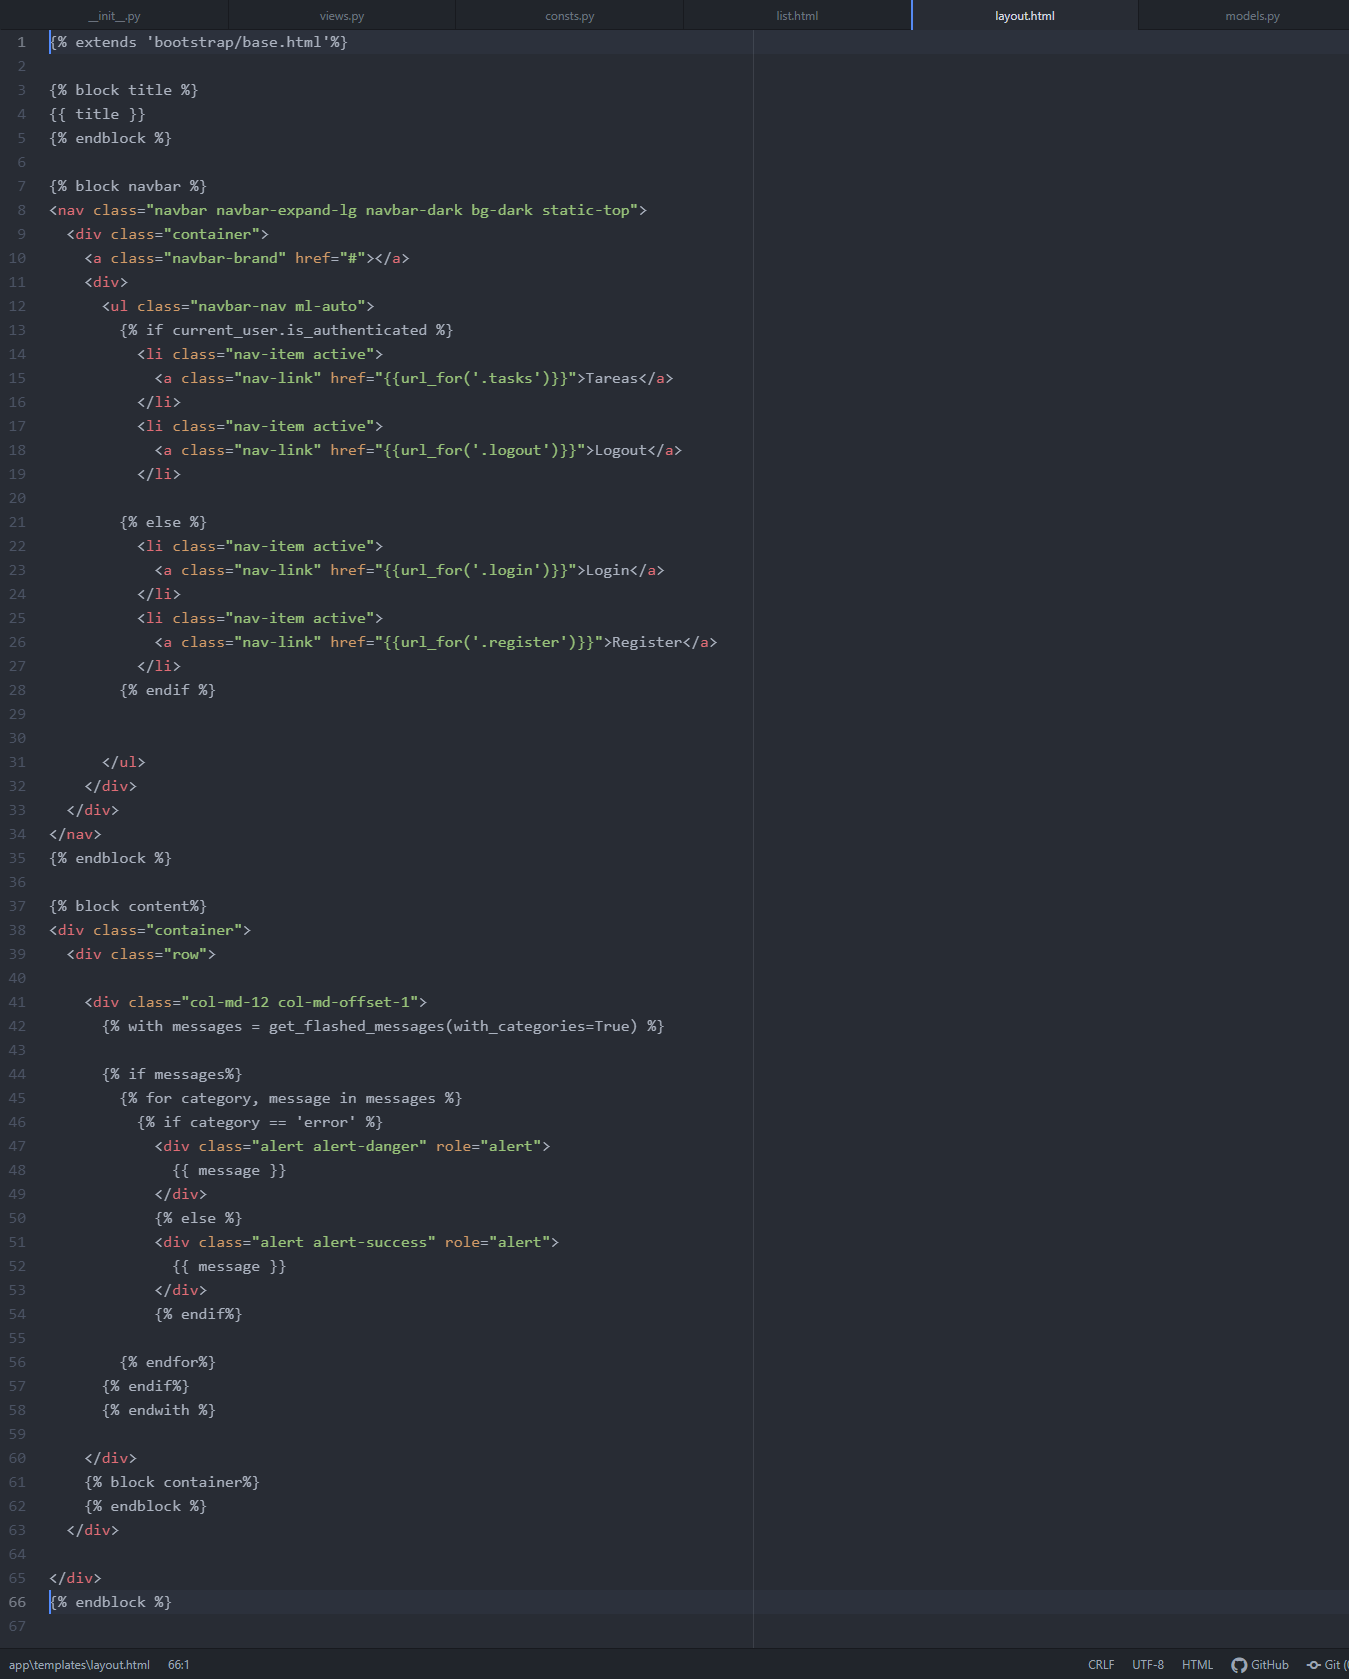 __init__.py views.py consts.py list.html layout.html models.py
1 {% extends 'bootstrap/base.html'%}
2
3 {% block title %}
4 {{ title }}
5 {% endblock %}
6
7 {% block navbar %}
8 <nav class="navbar navbar-expand-lg navbar-dark bg-dark static-top">
9   <div class="container">
10     <a class="navbar-brand" href="#"></a>
11     <div>
12       <ul class="navbar-nav ml-auto">
13         {% if current_user.is_authenticated %}
14           <li class="nav-item active">
15             <a class="nav-link" href="{{url_for('.tasks')}}">Tareas</a>
16           </li>
17           <li class="nav-item active">
18             <a class="nav-link" href="{{url_for('.logout')}}">Logout</a>
19           </li>
20
21         {% else %}
22           <li class="nav-item active">
23             <a class="nav-link" href="{{url_for('.login')}}">Login</a>
24           </li>
25           <li class="nav-item active">
26             <a class="nav-link" href="{{url_for('.register')}}">Register</a>
27           </li>
28         {% endif %}
29
30
31       </ul>
32     </div>
33   </div>
34 </nav>
35 {% endblock %}
36
37 {% block content%}
38 <div class="container">
39   <div class="row">
40
41     <div class="col-md-12 col-md-offset-1">
42       {% with messages = get_flashed_messages(with_categories=True) %}
43
44       {% if messages%}
45         {% for category, message in messages %}
46           {% if category == 'error' %}
47             <div class="alert alert-danger" role="alert">
48               {{ message }}
49             </div>
50             {% else %}
51             <div class="alert alert-success" role="alert">
52               {{ message }}
53             </div>
54             {% endif%}
55
56         {% endfor%}
57       {% endif%}
58       {% endwith %}
59
60     </div>
61     {% block container%}
62     {% endblock %}
63   </div>
64
65 </div>
66 {% endblock %}
67
app\templates\layout.html 66:1 CRLF UTF-8 HTML GitHub Git (